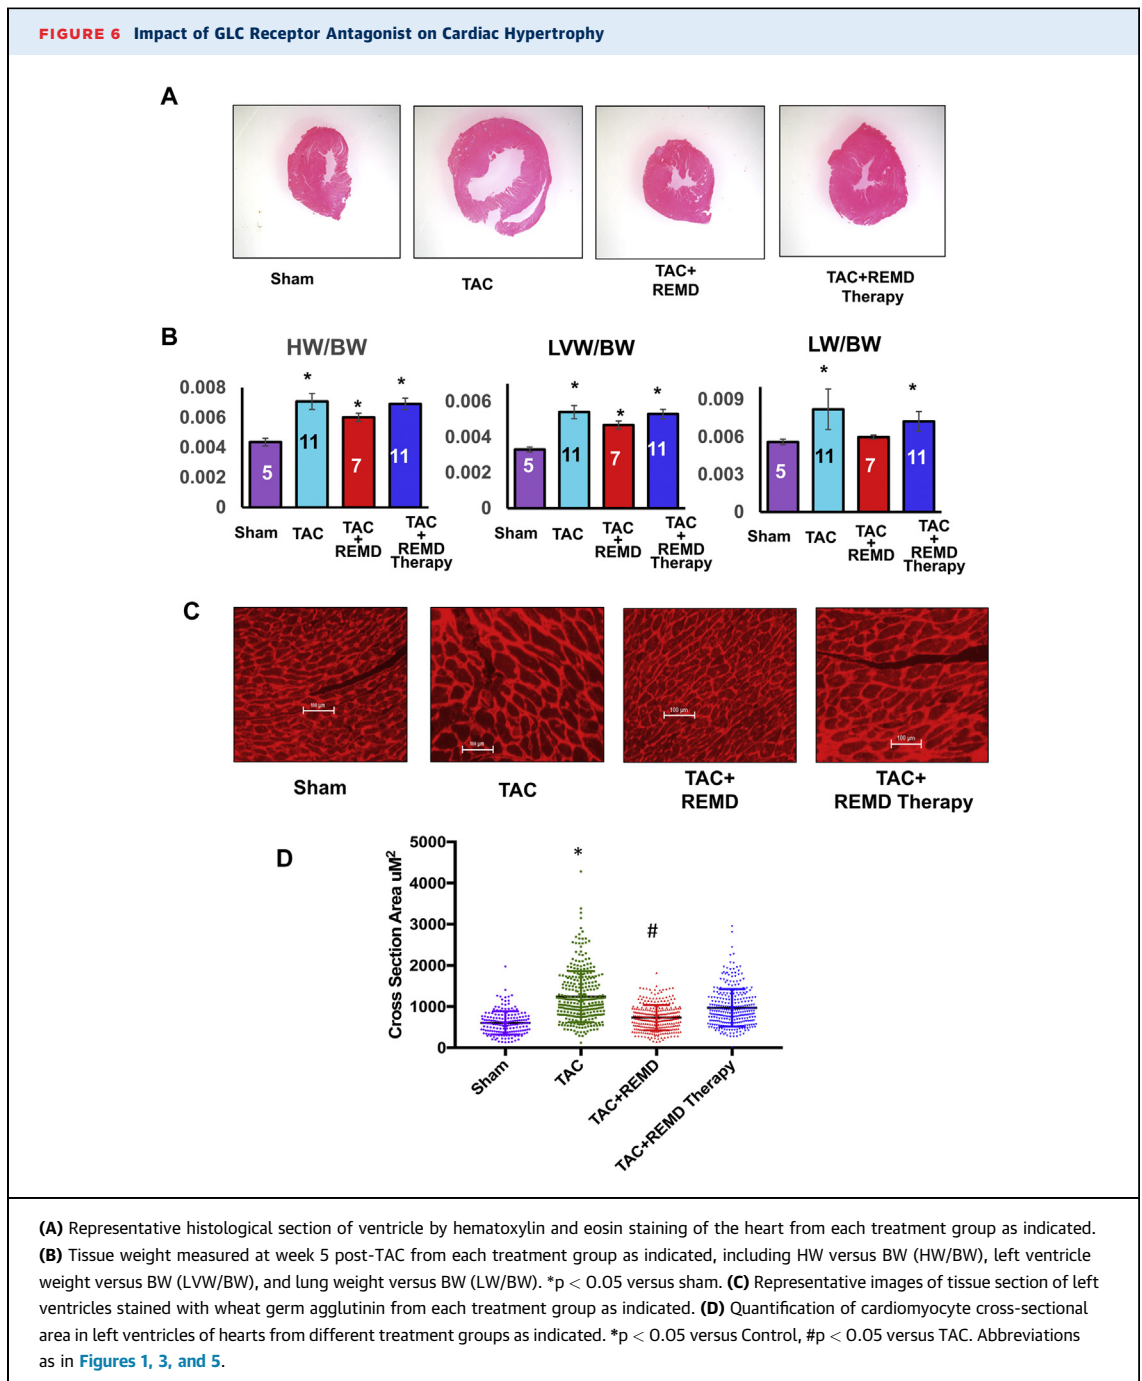 FIGURE 6 Impact of GLC Receptor Antagonist on Cardiac Hypertrophy
A
Sham
TAC
TAC+
REMD
TAC+REMD
Therapy
B
HW/BW
0.008
0.006
0.004
0.002
0
*
*
*
5
11
7
11
Sham
TAC
TAC
+
REMD
TAC
+
REMD
Therapy
LVW/BW
0.006
0.004
0.002
0
*
*
*
5
11
7
11
Sham
TAC
TAC
+
REMD
TAC
+
REMD
Therapy
LW/BW
0.009
0.006
0.003
0
*
*
5
11
7
11
Sham
TAC
TAC
+
REMD
TAC
+
REMD
Therapy
C
100 µm
100 µm
100 µm
100 µm
Sham
TAC
TAC+
REMD
TAC+
REMD Therapy
D
Cross Section Area uM²
5000
4000
3000
2000
1000
0
*
#
Sham
TAC
TAC+REMD
TAC+REMD Therapy
(A) Representative histological section of ventricle by hematoxylin and eosin staining of the heart from each treatment group as indicated.
(B) Tissue weight measured at week 5 post-TAC from each treatment group as indicated, including HW versus BW (HW/BW), left ventricle
weight versus BW (LVW/BW), and lung weight versus BW (LW/BW). *p < 0.05 versus sham. (C) Representative images of tissue section of left
ventricles stained with wheat germ agglutinin from each treatment group as indicated. (D) Quantification of cardiomyocyte cross-sectional
area in left ventricles of hearts from different treatment groups as indicated. *p < 0.05 versus Control, #p < 0.05 versus TAC. Abbreviations
as in Figures 1, 3, and 5.